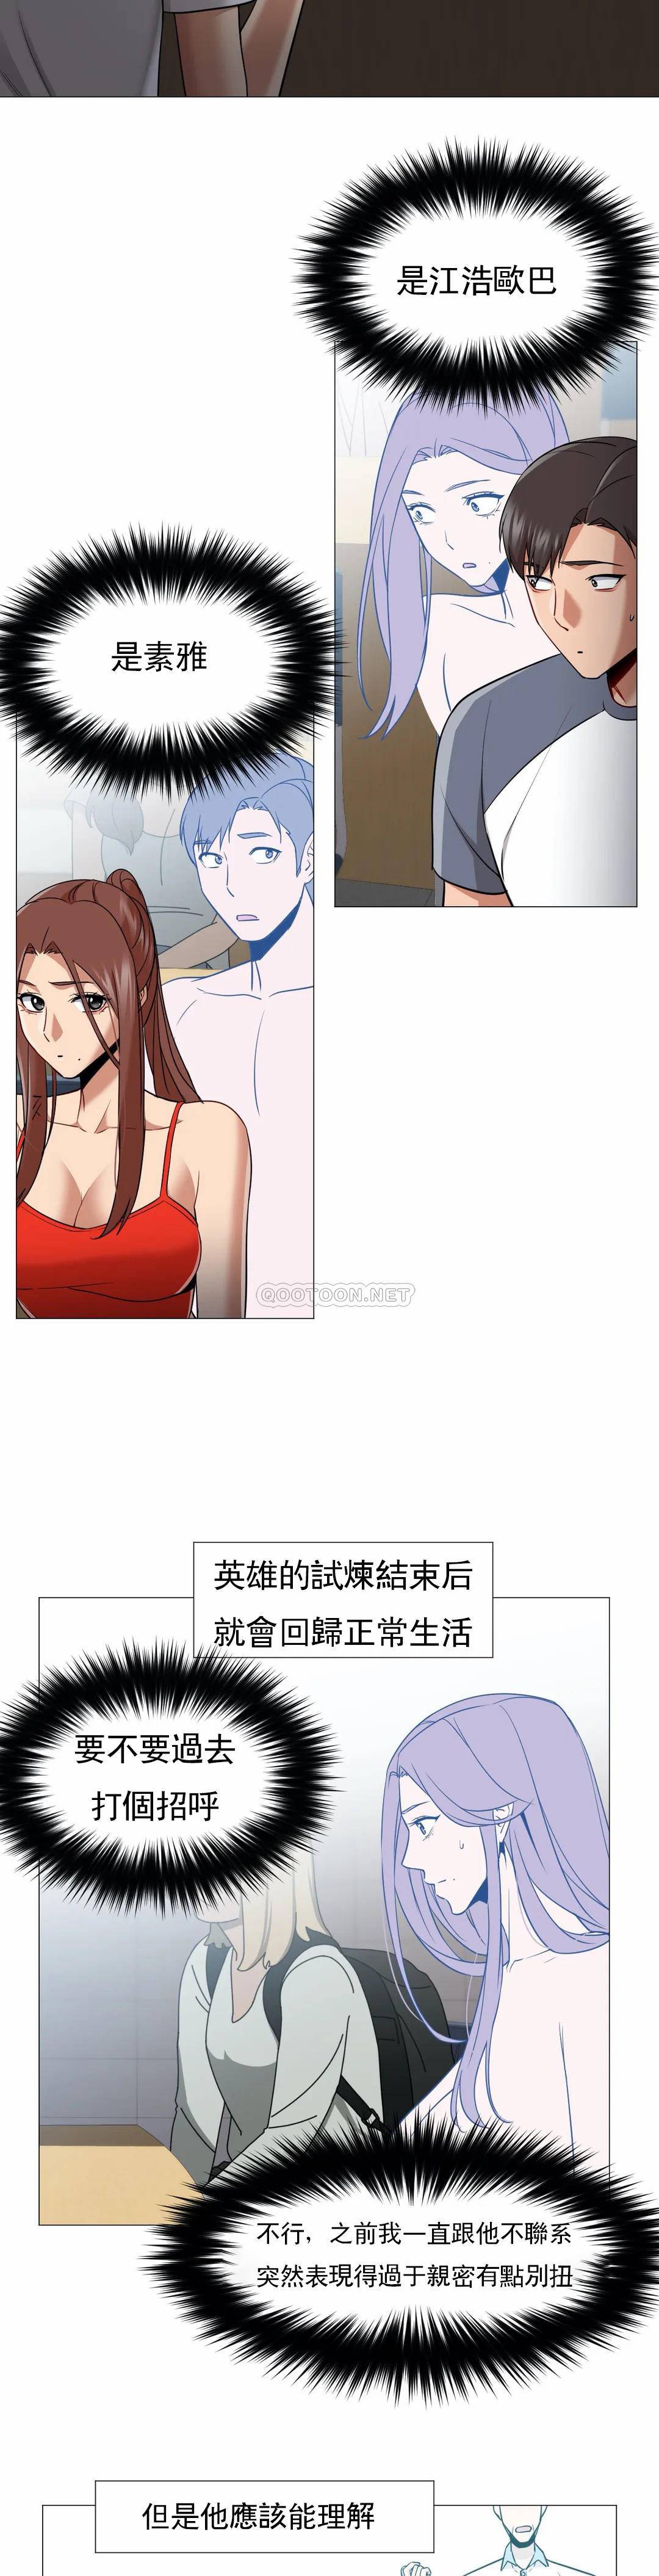 是江浩歐巴
是素雅
QOOTOON.NET
英雄的試煉結束后
就會回歸正常生活
要不要過去
打個招呼
不行，之前我一直跟他不聯系
突然表現得過于親密有點別扭
但是他應該能理解